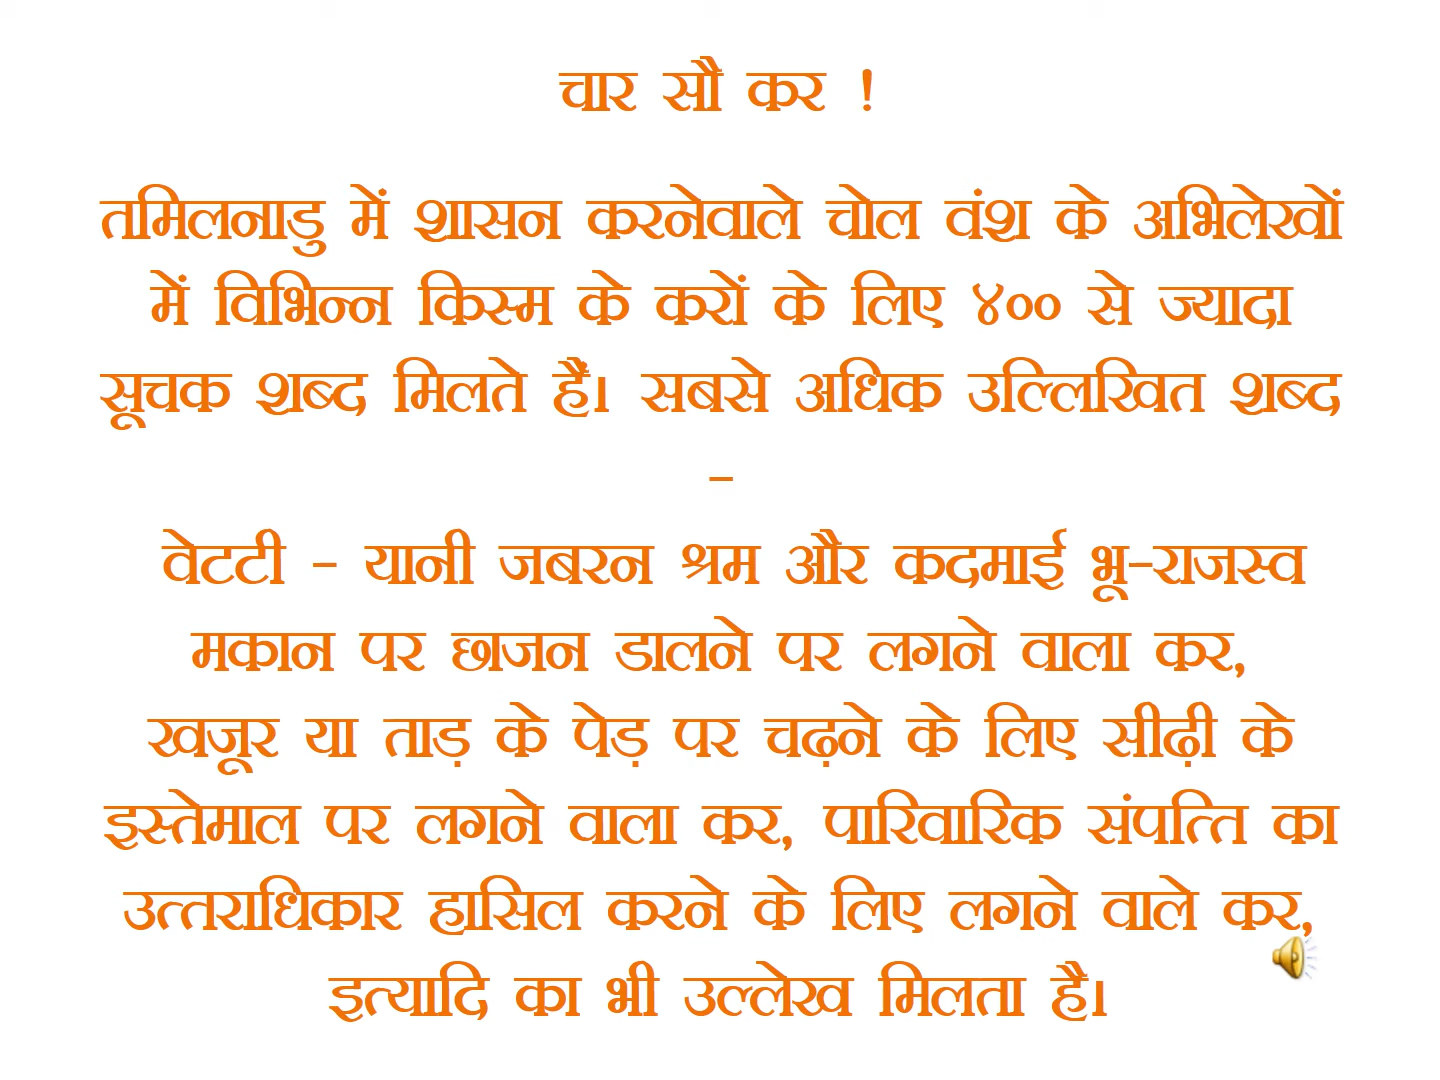 चार सौ कर !
तमिलनाडु में शासन करनेवाले चोल वंश के अभिलेखों
में विभिन्न किस्म के करों के लिए ४०० से ज्यादा
सूचक शब्द मिलते हैं। सबसे अधिक उल्लिखित शब्द
-
वेटटी - यानी जबरन श्रम और कदमाई भू-राजस्व
मकान पर छाजन डालने पर लगने वाला कर,
खजूर या ताड़ के पेड़ पर चढ़ने के लिए सीढ़ी के
इस्तेमाल पर लगने वाला कर, पारिवारिक संपत्ति का
उत्तराधिकार हासिल करने के लिए लगने वाले कर,
इत्यादि का भी उल्लेख मिलता है।